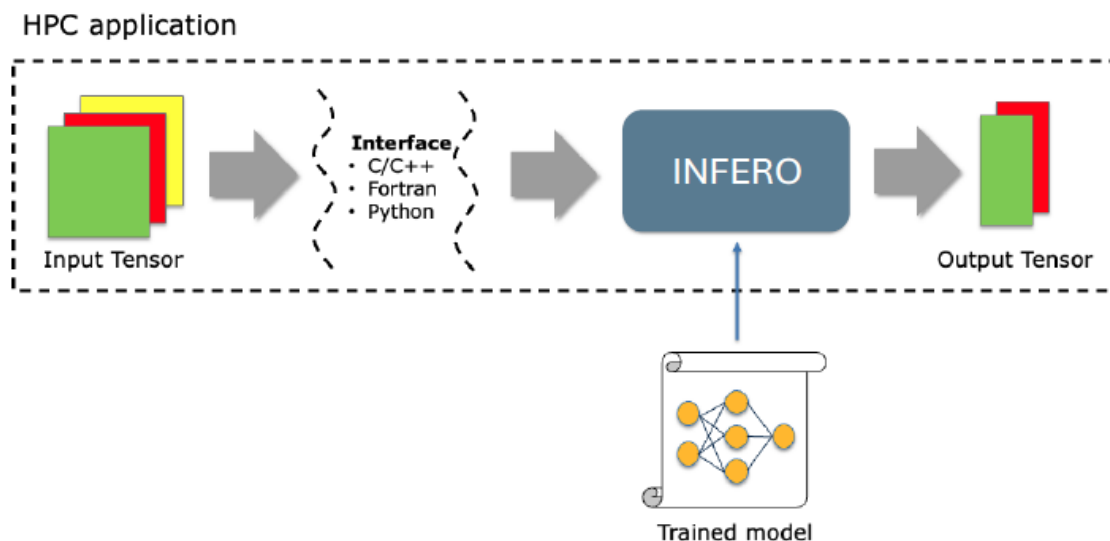 HPC application
Interface
• C/C++
• Fortran
• Python
INFERO
Input Tensor
Output Tensor
Trained model